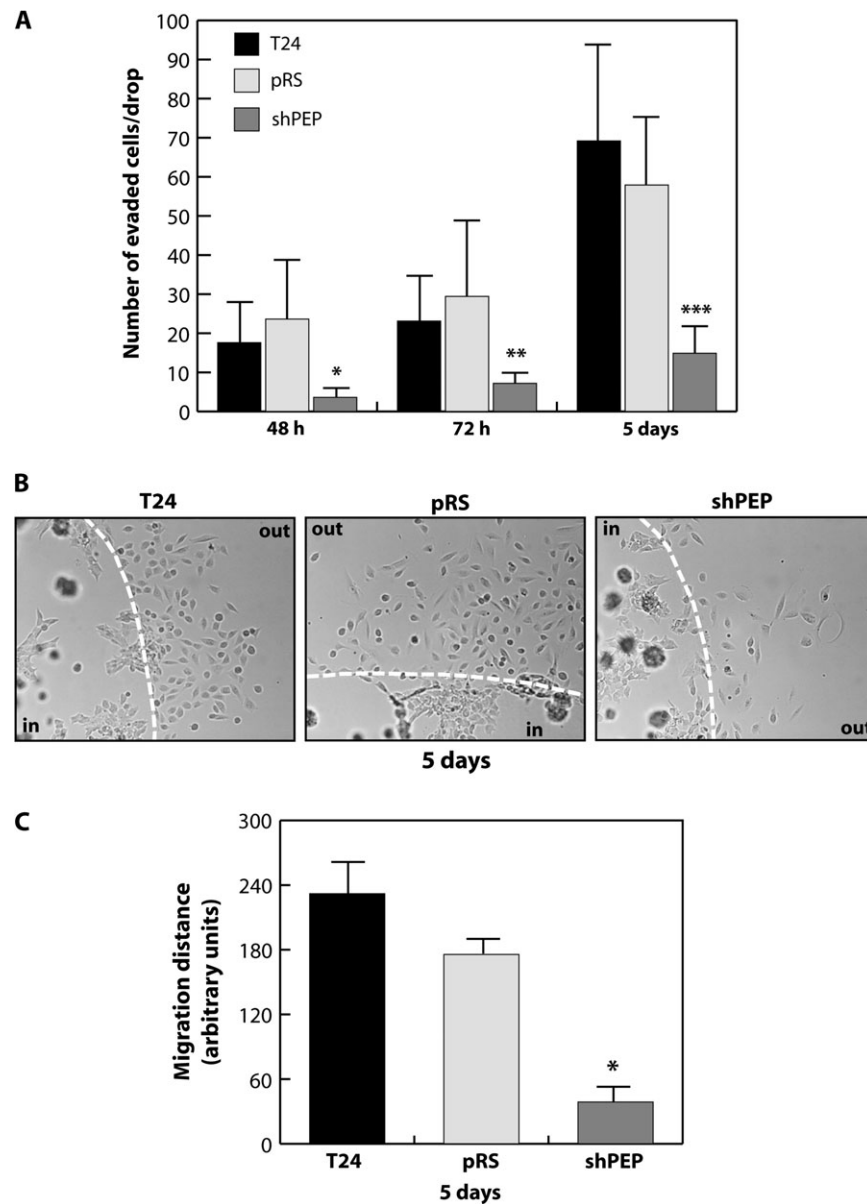 A
Number of evaded cells/drop
100
90
80
70
60
50
40
30
20
10
0
T24
pRS
shPEP
*
**
***
48 h
72 h
5 days
B
T24
pRS
shPEP
out
in
out
in
in
out
5 days
C
Migration distance
(arbitrary units)
300
240
180
120
60
0
*
T24
pRS
shPEP
5 days